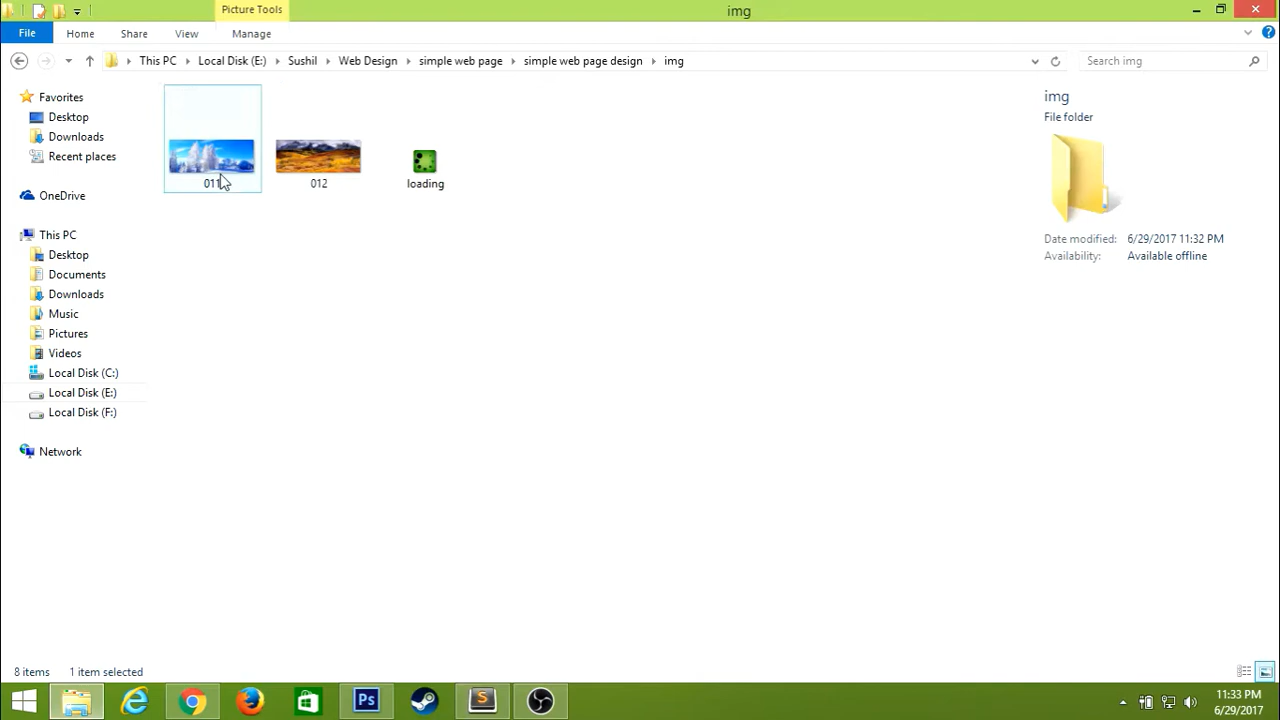 Picture Tools
img
File
Home
Share
View
Manage
This PC
Local Disk (E:)
Sushil
Web Design
simple web page
simple web page design
img
Search img
Favorites
Desktop
Downloads
Recent places
OneDrive
This PC
Desktop
Documents
Downloads
Music
Pictures
Videos
Local Disk (C:)
Local Disk (E:)
Local Disk (F:)
Network
011
012
loading
img
File folder
Date modified: 6/29/2017 11:32 PM
Availability: Available offline
8 items 1 item selected
Ps
S
11:33 PM
6/29/2017